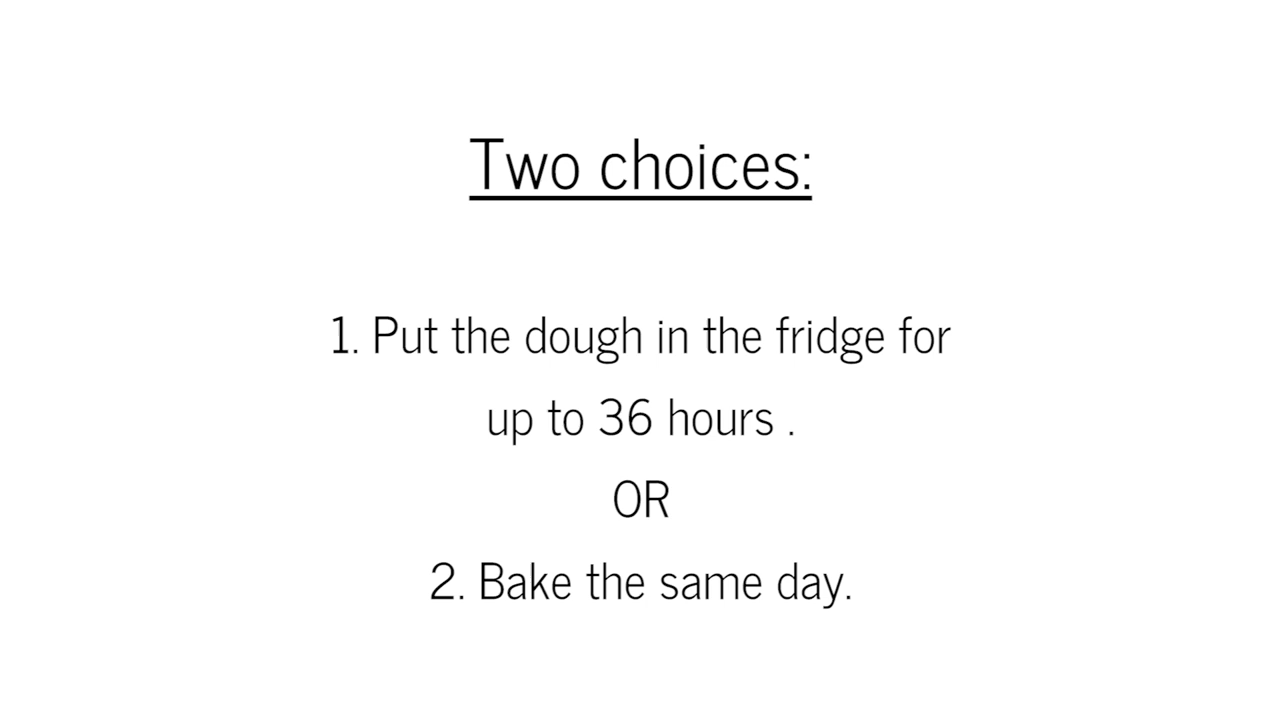 Two choices:
1. Put the dough in the fridge for
up to 36 hours .
OR
2. Bake the same day.